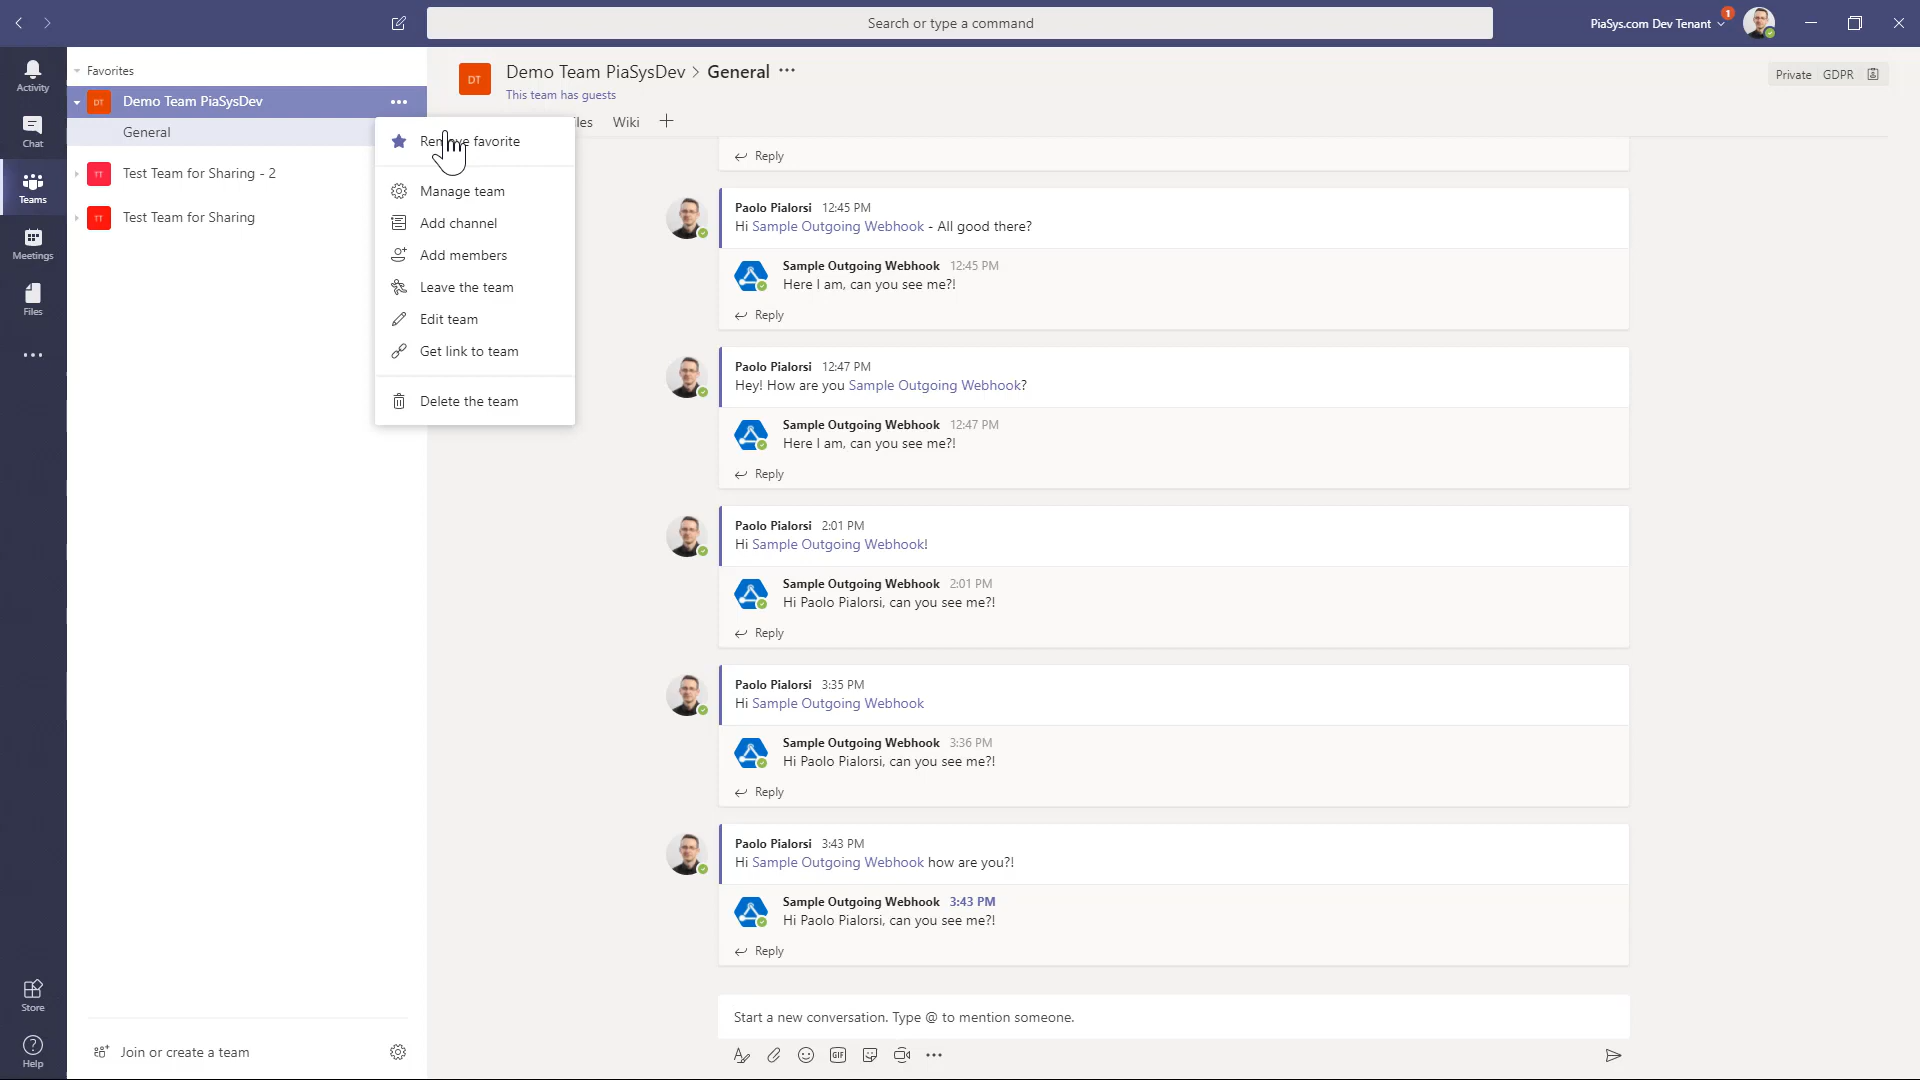 Search or type a command
PiaSys.com Dev Tenant
1
Activity
Chat
Teams
Meetings
Files
Store
Help
Favorites
DT Demo Team PiaSysDev
General
TT Test Team for Sharing - 2
TT Test Team for Sharing
Join or create a team
Remove favorite
Manage team
Add channel
Add members
Leave the team
Edit team
Get link to team
Delete the team
DT
Demo Team PiaSysDev > General
This team has guests
Wiki
Private GDPR
Reply
Paolo Pialorsi 12:45 PM
Hi Sample Outgoing Webhook - All good there?
Sample Outgoing Webhook 12:45 PM
Here I am, can you see me?!
Reply
Paolo Pialorsi 12:47 PM
Hey! How are you Sample Outgoing Webhook?
Sample Outgoing Webhook 12:47 PM
Here I am, can you see me?!
Reply
Paolo Pialorsi 2:01 PM
Hi Sample Outgoing Webhook!
Sample Outgoing Webhook 2:01 PM
Hi Paolo Pialorsi, can you see me?!
Reply
Paolo Pialorsi 3:35 PM
Hi Sample Outgoing Webhook
Sample Outgoing Webhook 3:36 PM
Hi Paolo Pialorsi, can you see me?!
Reply
Paolo Pialorsi 3:43 PM
Hi Sample Outgoing Webhook how are you?!
Sample Outgoing Webhook 3:43 PM
Hi Paolo Pialorsi, can you see me?!
Reply
Start a new conversation. Type @ to mention someone.
GIF